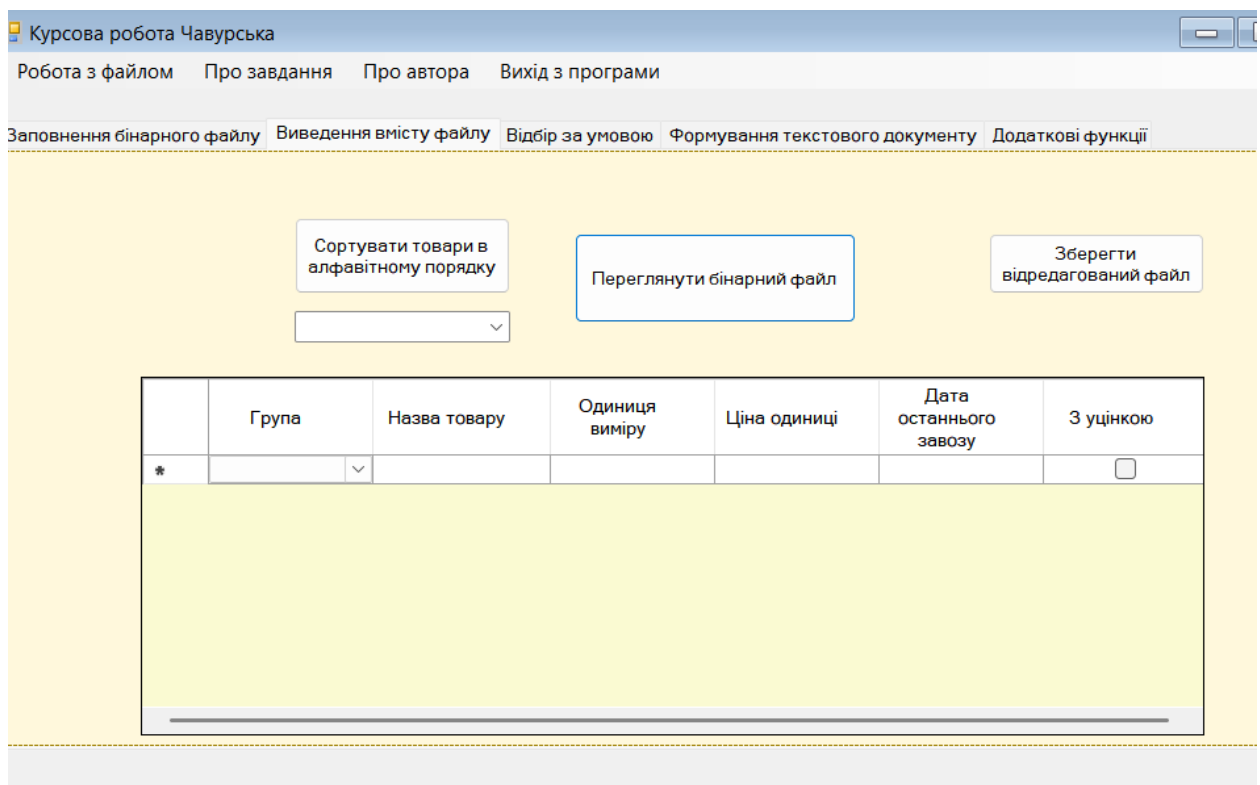 Курсова робота Чавурська
Робота з файлом Про завдання Про автора Вихід з програми
Заповнення бінарного файлу Виведення вмісту файлу Відбір за умовою Формування текстового документу Додаткові функції
Сортувати товари в
алфавітному порядку
Переглянути бінарний файл
Зберегти
відредагований файл
Група
Назва товару
Одиниця
виміру
Ціна одиниці
Дата
останнього
завозу
З уцінкою
*